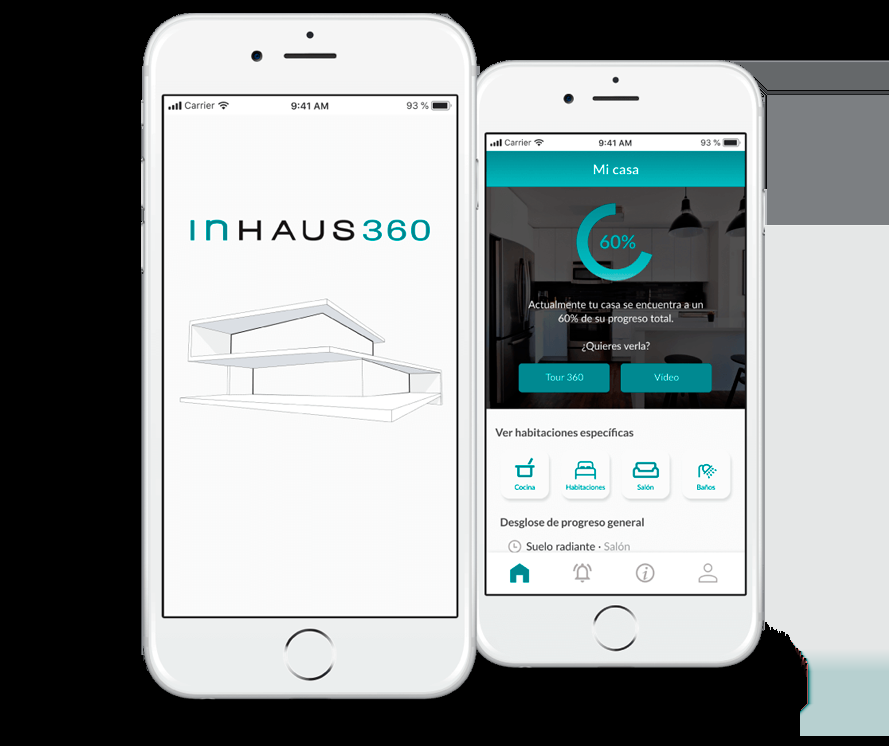 Carrier 9:41 AM 93 %
INHAUS360
Carrier 9:41 AM 93 %
Mi casa
60%
Actualmente tu casa se encuentra a un
60% de su progreso total.
¿Quieres verla?
Tour 360 Vídeo
Ver habitaciones específicas
Cocina Habitaciones Salón Baños
Desglose de progreso general
Suelo radiante · Salón